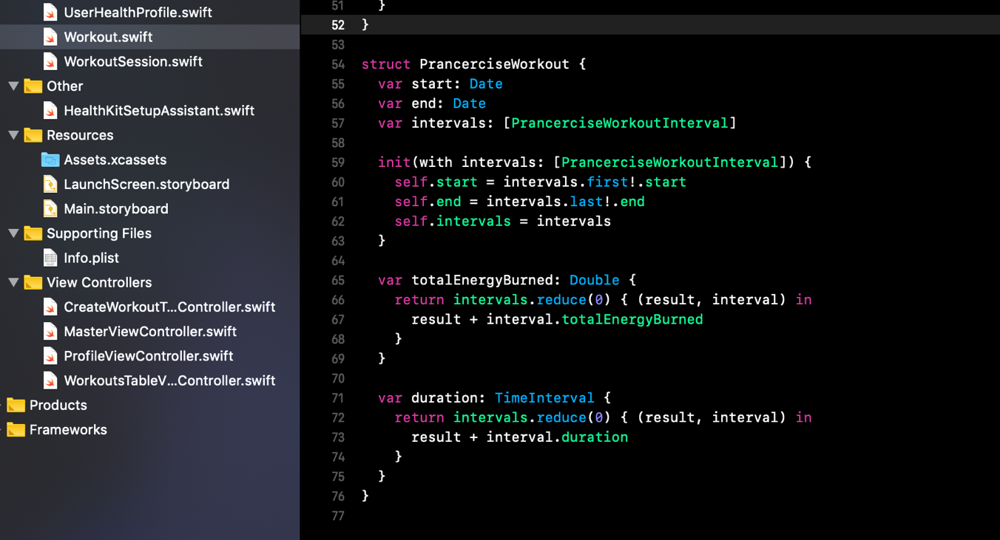 UserHealthProfile.swift
Workout.swift
WorkoutSession.swift
Other
HealthKitSetupAssistant.swift
Resources
Assets.xcassets
LaunchScreen.storyboard
Main.storyboard
Supporting Files
Info.plist
View Controllers
CreateWorkoutT...Controller.swift
MasterViewController.swift
ProfileViewController.swift
WorkoutsTableV...Controller.swift
Products
Frameworks
51   }
52 }
53
54 struct PrancerciseWorkout {
55   var start: Date
56   var end: Date
57   var intervals: [PrancerciseWorkoutInterval]
58
59   init(with intervals: [PrancerciseWorkoutInterval]) {
60     self.start = intervals.first!.start
61     self.end = intervals.last!.end
62     self.intervals = intervals
63   }
64
65   var totalEnergyBurned: Double {
66     return intervals.reduce(0) { (result, interval) in
67       result + interval.totalEnergyBurned
68     }
69   }
70
71   var duration: TimeInterval {
72     return intervals.reduce(0) { (result, interval) in
73       result + interval.duration
74     }
75   }
76 }
77